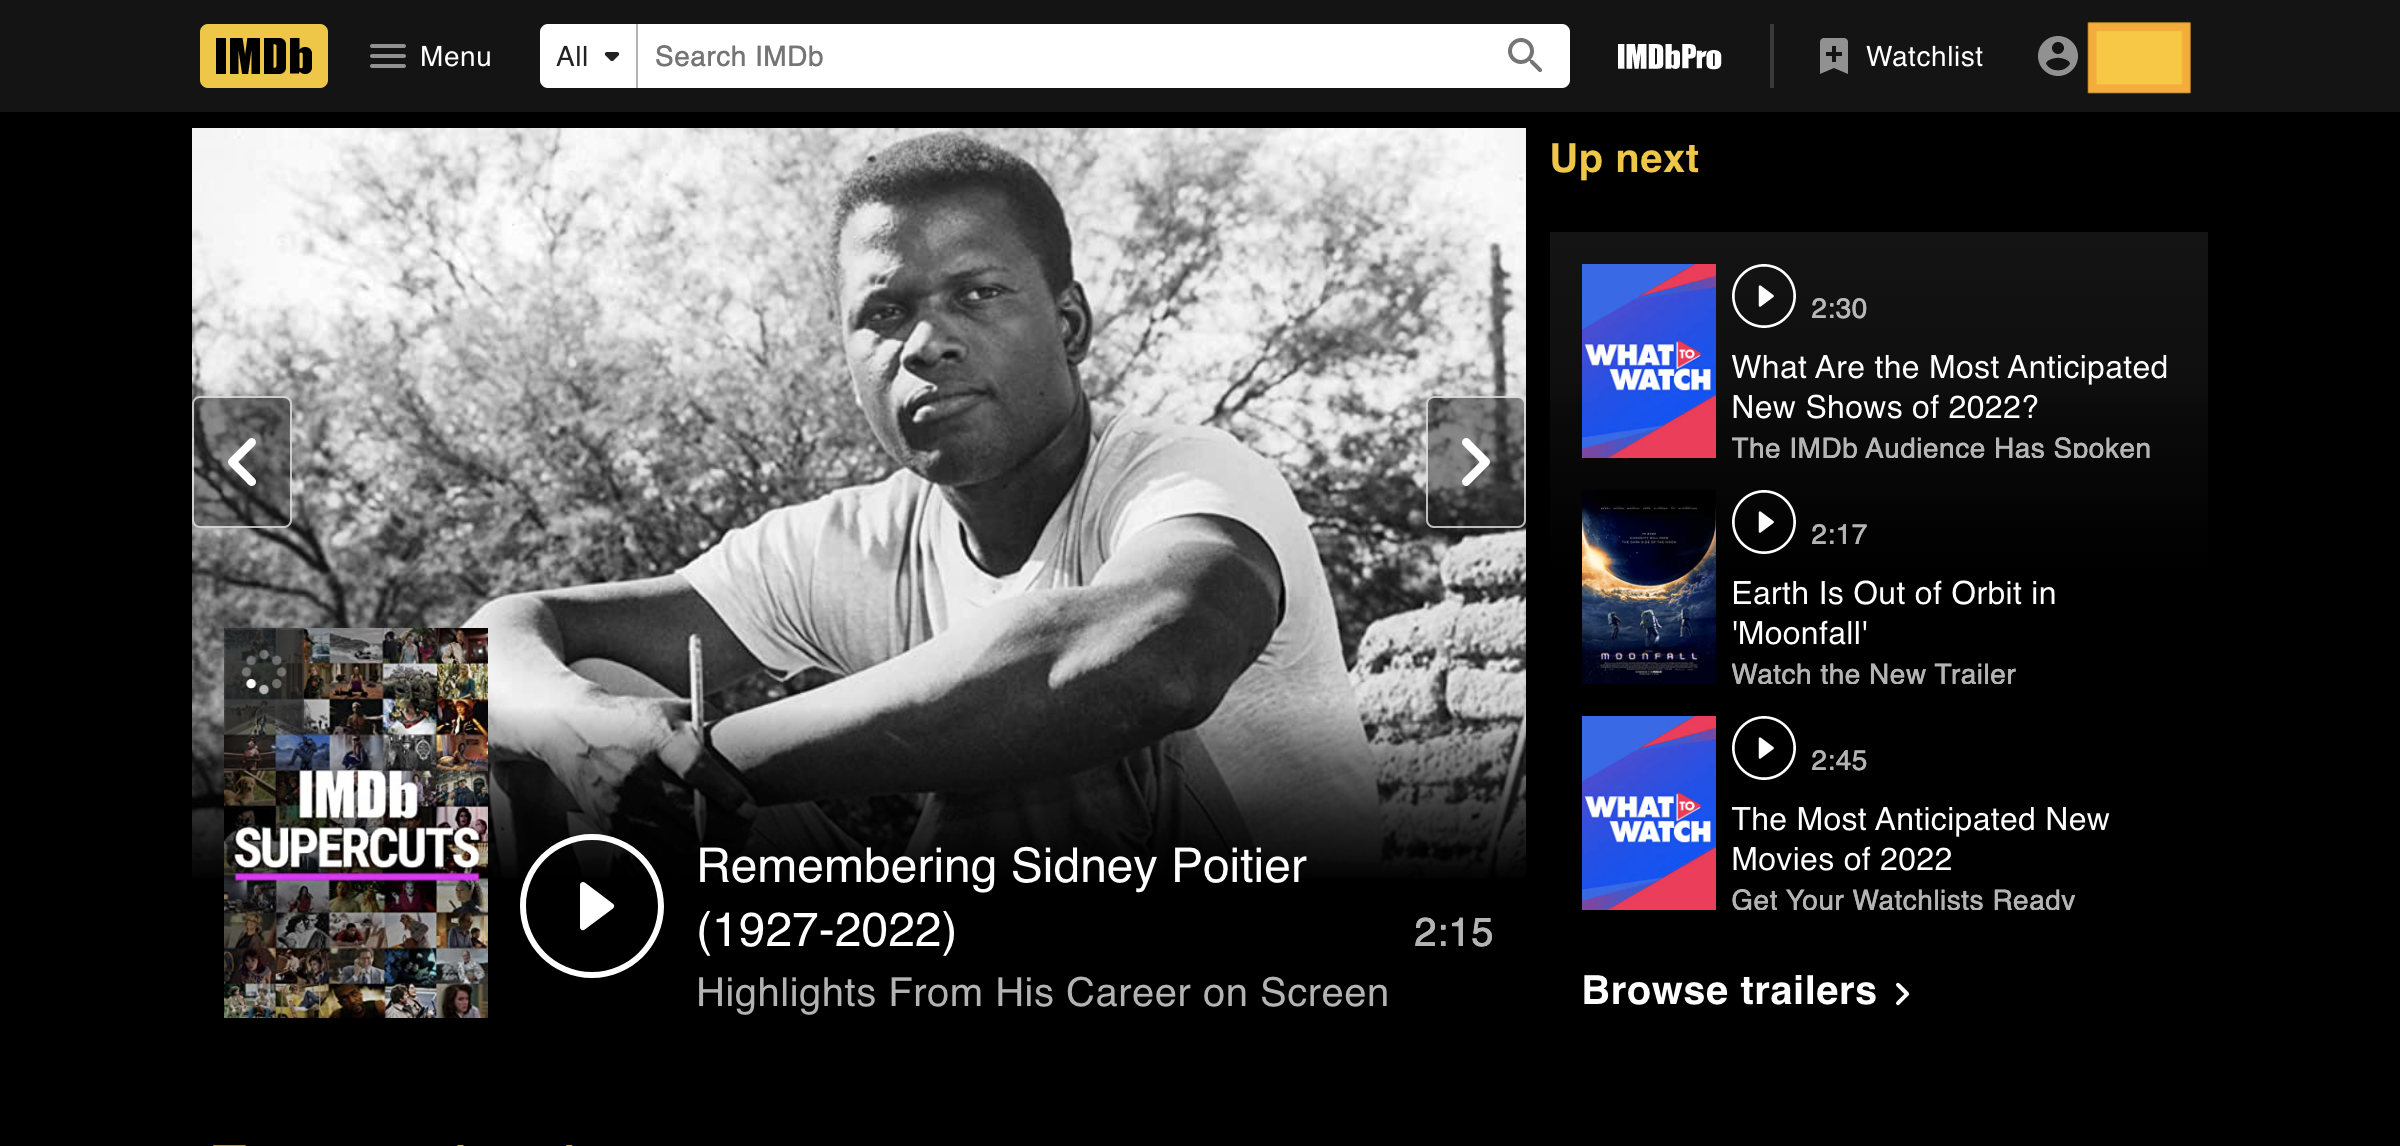 IMDb
Menu
All
Search IMDb
IMDbPro
Watchlist
Up next
2:30
WHAT TO WATCH
What Are the Most Anticipated
New Shows of 2022?
The IMDb Audience Has Spoken
2:17
Earth Is Out of Orbit in
'Moonfall'
Watch the New Trailer
MOONFALL
2:45
WHAT TO WATCH
The Most Anticipated New
Movies of 2022
Get Your Watchlists Ready
Browse trailers
IMDb
SUPERCUTS
Remembering Sidney Poitier
(1927-2022)
2:15
Highlights From His Career on Screen